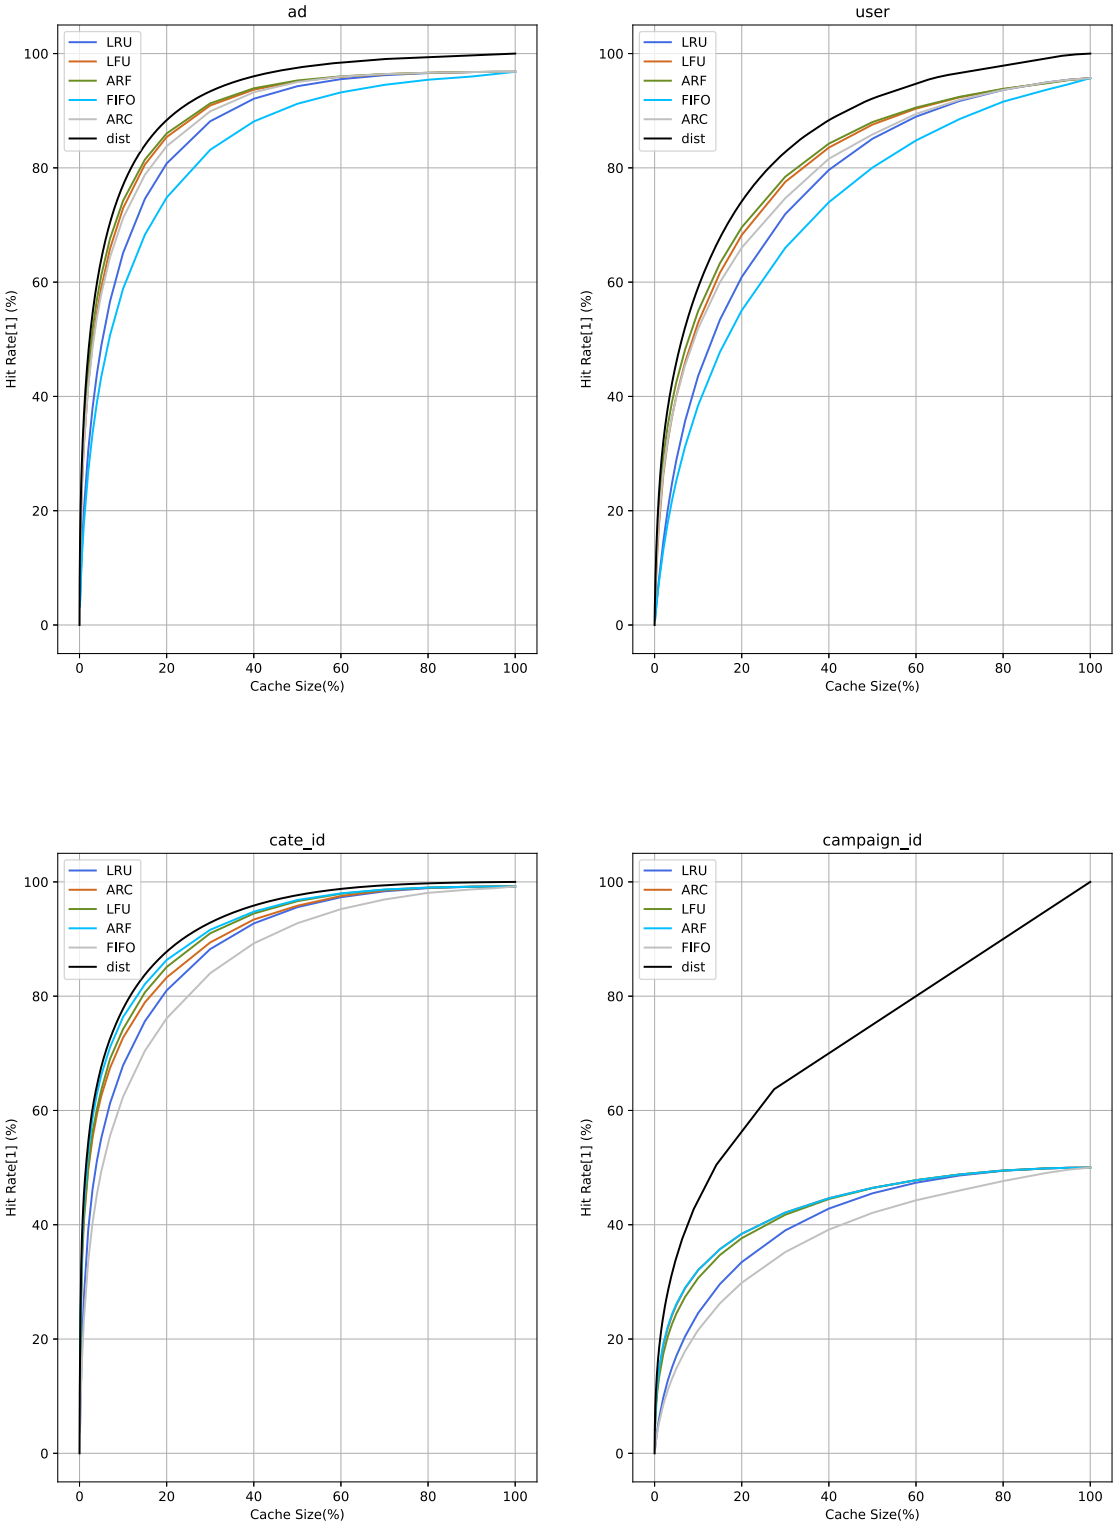 ad
100
80
60
40
20
0
Hit Rate[1] (%)
LRU
LFU
ARF
FIFO
ARC
dist
0 20 40 60 80 100
Cache Size(%)
user
100
80
60
40
20
0
Hit Rate[1] (%)
LRU
LFU
ARF
FIFO
ARC
dist
0 20 40 60 80 100
Cache Size(%)
cate_id
100
80
60
40
20
0
Hit Rate[1] (%)
LRU
ARC
LFU
ARF
FIFO
dist
0 20 40 60 80 100
Cache Size(%)
campaign_id
100
80
60
40
20
0
Hit Rate[1] (%)
LRU
ARC
LFU
ARF
FIFO
dist
0 20 40 60 80 100
Cache Size(%)